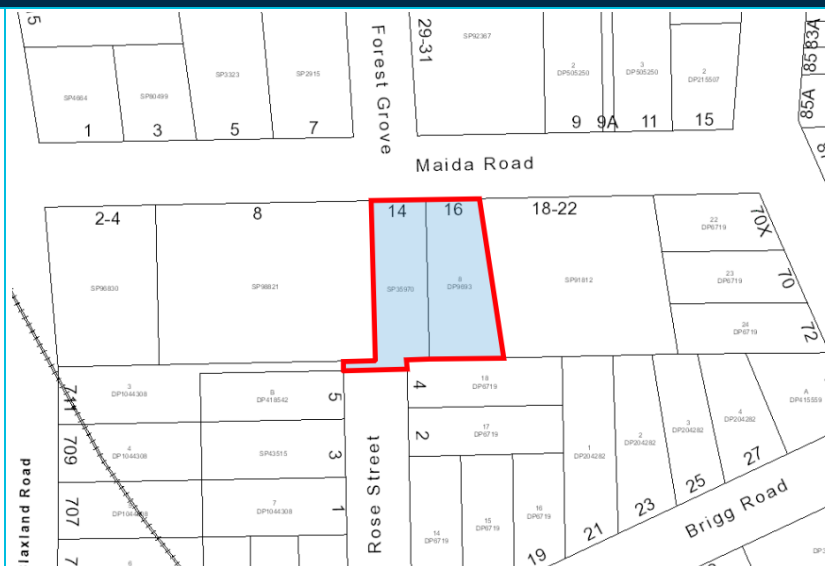 5
SP4664
1
SP80499
3
SP3323
5
SP2915
7
Forest Grove
29-31
SP92367
2
DP505250
9
9A
3
DP505250
11
2
DP215507
15
83A
85
85A
Maida Road
2-4
SP96830
8
SP98821
14
SP35970
16
8
DP9693
18-22
SP91812
22
DP6719
70X
23
DP6719
70
24
DP6719
72
711
3
DP1044308
B
DP418542
5
709
4
DP1044308
SP43515
3
707
7
DP1044308
1
laxland Road
Rose Street
4
18
DP6719
2
17
DP6719
14
DP6719
15
DP6719
16
DP6719
19
1
DP204282
21
2
DP204282
23
3
DP204282
25
4
DP204282
27
A
DP415559
Brigg Road